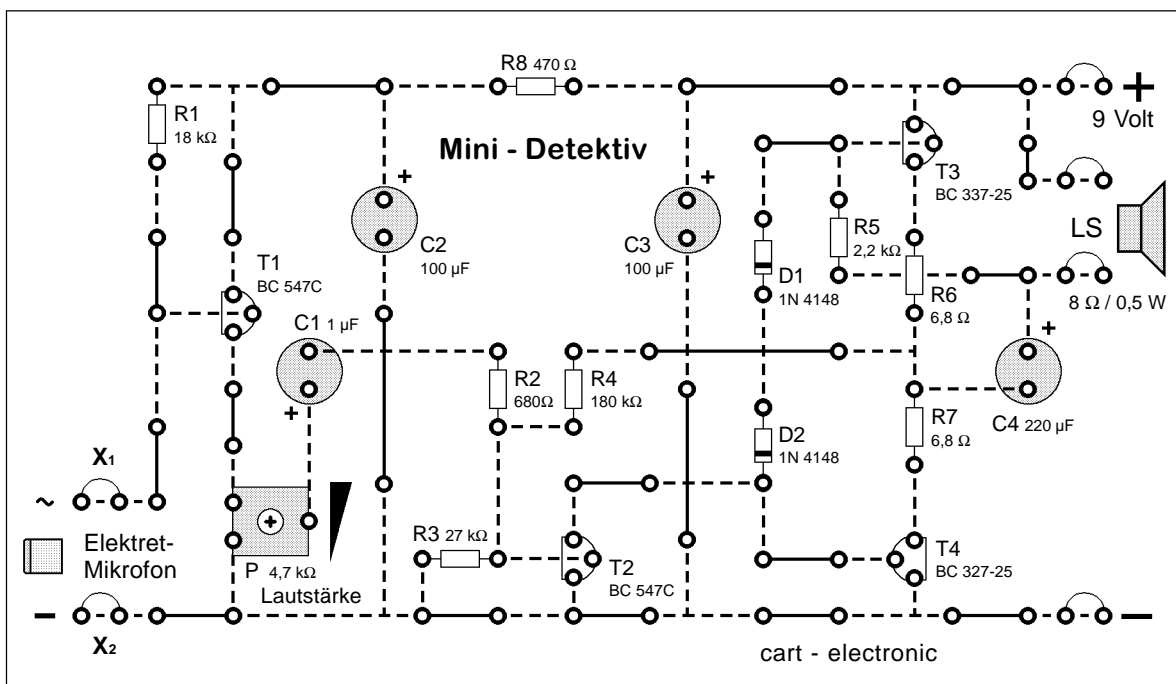 R8 470 Ω
+
9 Volt
R1
18 kΩ
Mini - Detektiv
T3
BC 337-25
+
C2
100 µF
+
C3
100 µF
R5
2,2 kΩ
LS
8 Ω / 0,5 W
T1
BC 547C
D1
1N 4148
R6
6,8 Ω
C1 1 µF
+
R2
680Ω
R4
180 kΩ
+
C4 220 µF
D2
1N 4148
R7
6,8 Ω
X1
~
Elektret-
Mikrofon
+
P 4,7 kΩ
Lautstärke
R3 27 kΩ
T2
BC 547C
T4
BC 327-25
−
X2
−
cart - electronic